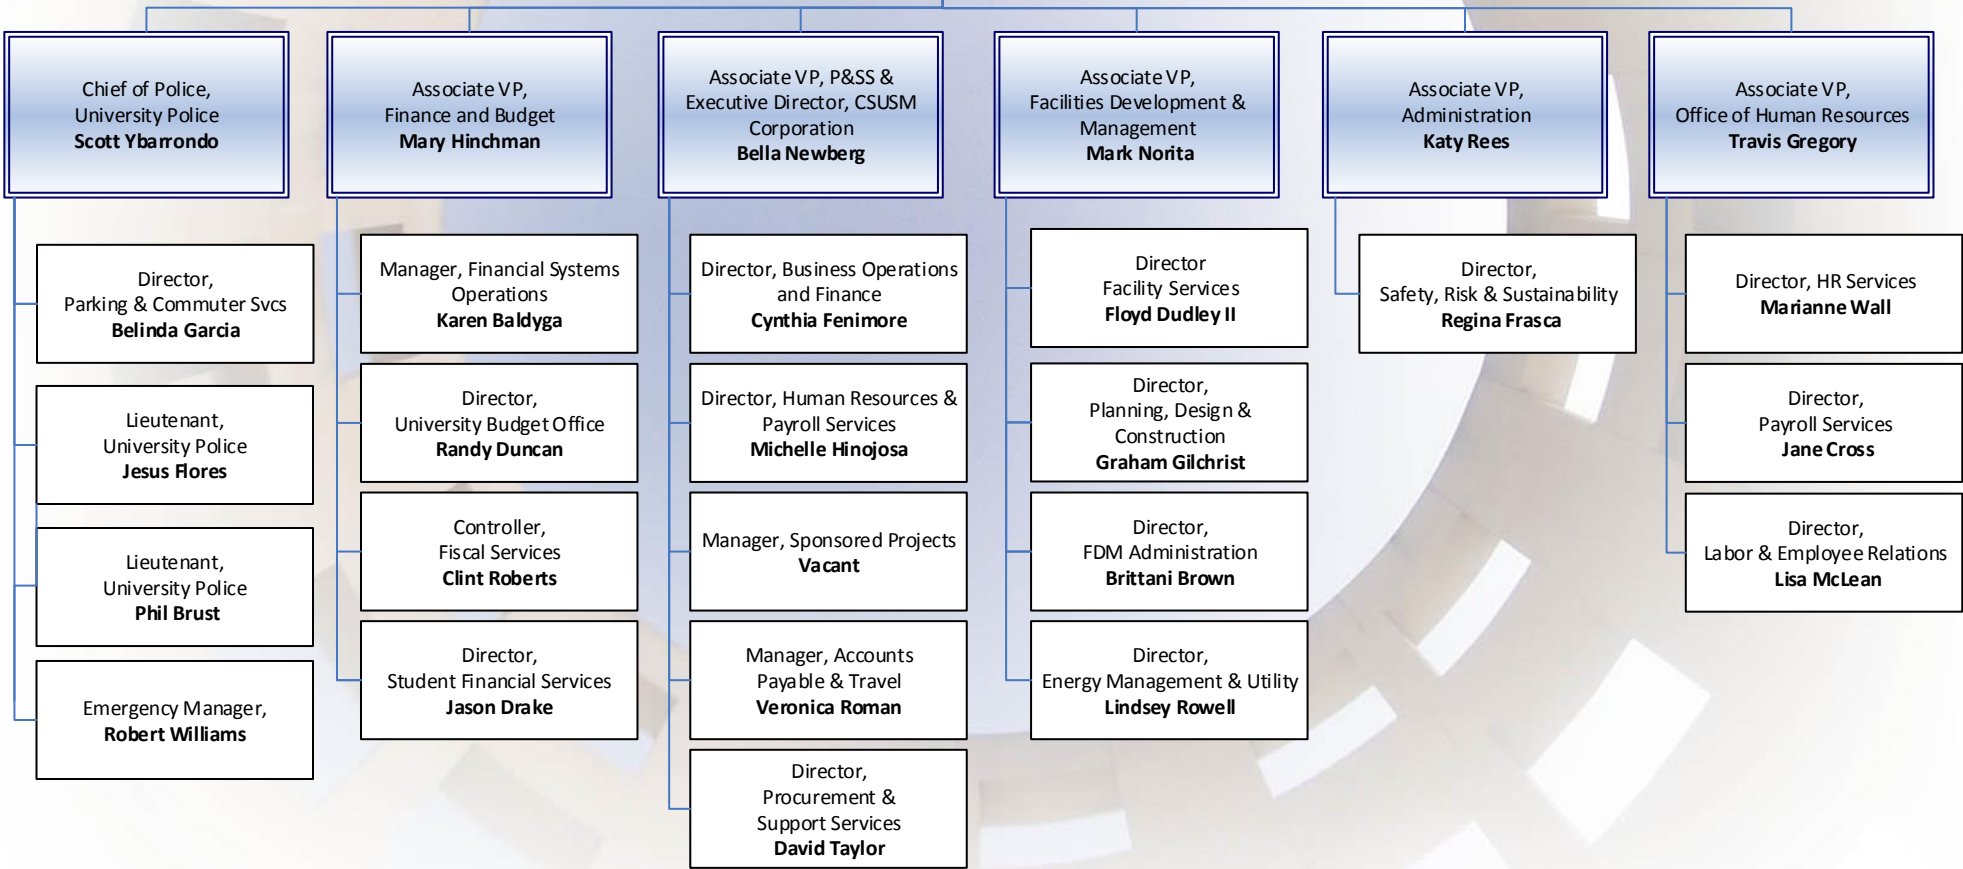 Chief of Police,
University Police
Scott Ybarrondo
Associate VP,
Finance and Budget
Mary Hinchman
Associate VP, P&SS &
Executive Director, CSUSM
Corporation
Bella Newberg
Associate VP,
Facilities Development &
Management
Mark Norita
Associate VP,
Administration
Katy Rees
Associate VP,
Office of Human Resources
Travis Gregory
Director,
Parking & Commuter Svcs
Belinda Garcia
Lieutenant,
University Police
Jesus Flores
Lieutenant,
University Police
Phil Brust
Emergency Manager,
Robert Williams
Manager, Financial Systems
Operations
Karen Baldyga
Director,
University Budget Office
Randy Duncan
Controller,
Fiscal Services
Clint Roberts
Director,
Student Financial Services
Jason Drake
Director, Business Operations
and Finance
Cynthia Fenimore
Director, Human Resources &
Payroll Services
Michelle Hinojosa
Manager, Sponsored Projects
Vacant
Manager, Accounts
Payable & Travel
Veronica Roman
Director,
Procurement &
Support Services
David Taylor
Director
Facility Services
Floyd Dudley II
Director,
Planning, Design &
Construction
Graham Gilchrist
Director,
FDM Administration
Brittani Brown
Director,
Energy Management & Utility
Lindsey Rowell
Director,
Safety, Risk & Sustainability
Regina Frasca
Director, HR Services
Marianne Wall
Director,
Payroll Services
Jane Cross
Director,
Labor & Employee Relations
Lisa McLean